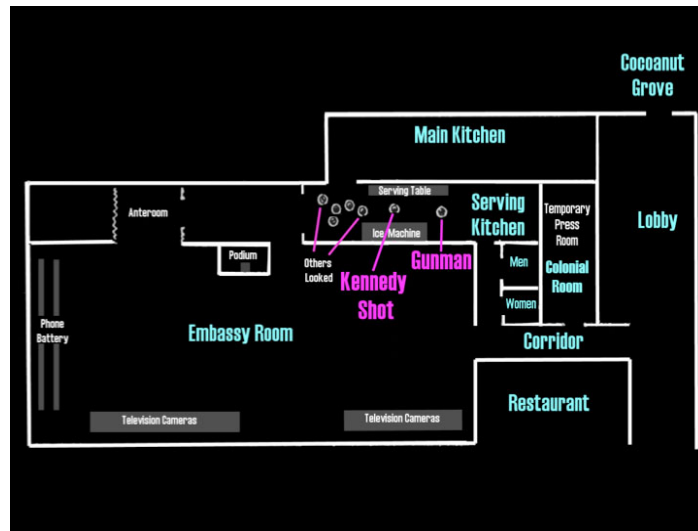 Cocoanut
Grove
Main Kitchen
Serving Table
Serving
Kitchen
Temporary
Press
Room
Colonial
Room
Lobby
Anteroom
Ice Machine
Podium
Others
Looked
Kennedy
Shot
Gunman
Men
Women
Phone
Battery
Embassy Room
Corridor
Restaurant
Television Cameras
Television Cameras